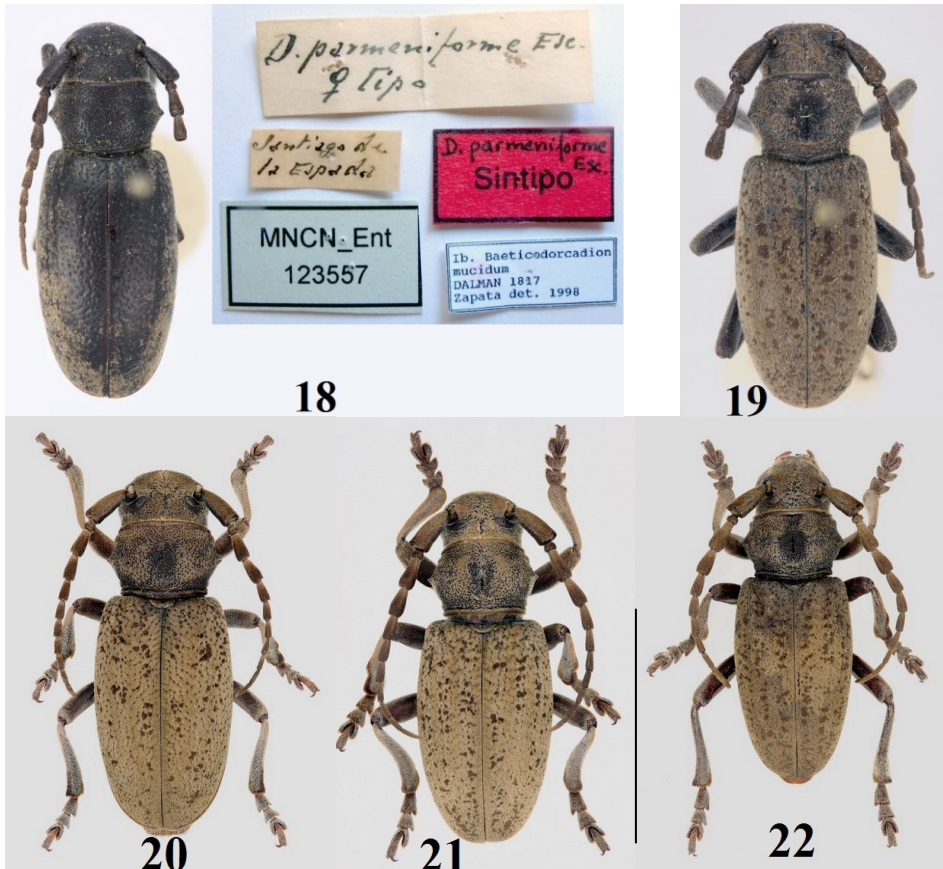 D. parmeniforme Esc.
♀ Tipo
Santiago de
la Espada
D. parmeniforme
Esc.
Sintipo
MNCN_Ent
123557
Ib. Baeticodorcadion
mucidum
DALMAN 1817
Zapata det. 1998
18
19
20
21
22